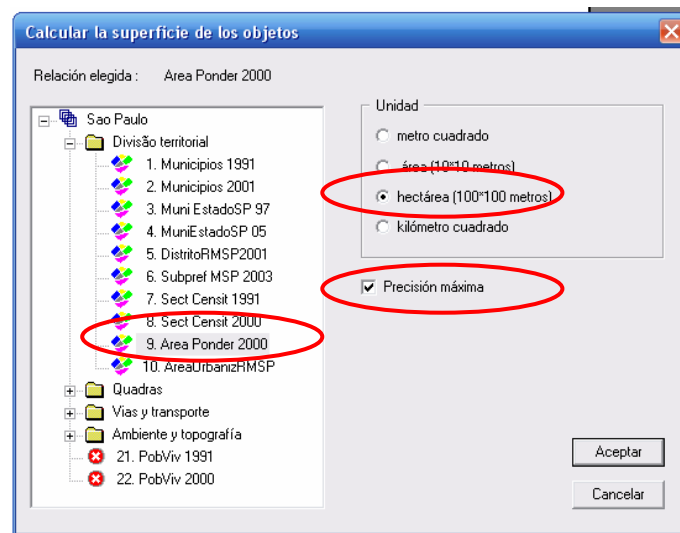 Calcular la superficie de los objetos
Relación elegida : Area Ponder 2000
Sao Paulo
Divisão territorial
1. Municipios 1991
2. Municipios 2001
3. Muni EstadoSP 97
4. MuniEstadoSP 05
5. DistritoRMSP2001
6. Subpref MSP 2003
7. Sect Censit 1991
8. Sect Censit 2000
9. Area Ponder 2000
10. AreaUrbanizRMSP
Quadras
Vias y transporte
Ambiente y topografía
21. PobViv 1991
22. PobViv 2000
Unidad
metro cuadrado
área (10*10 metros)
hectárea (100*100 metros)
kilómetro cuadrado
Precisión máxima
Aceptar
Cancelar